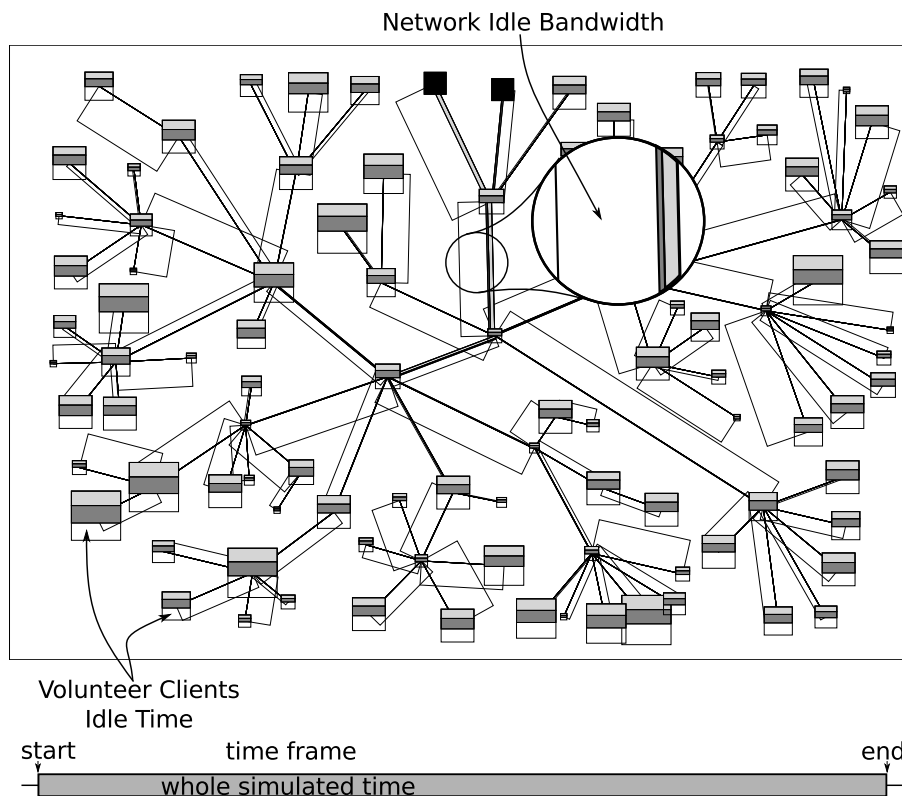 Network Idle Bandwidth
Volunteer Clients
Idle Time
start
time frame
end
whole simulated time